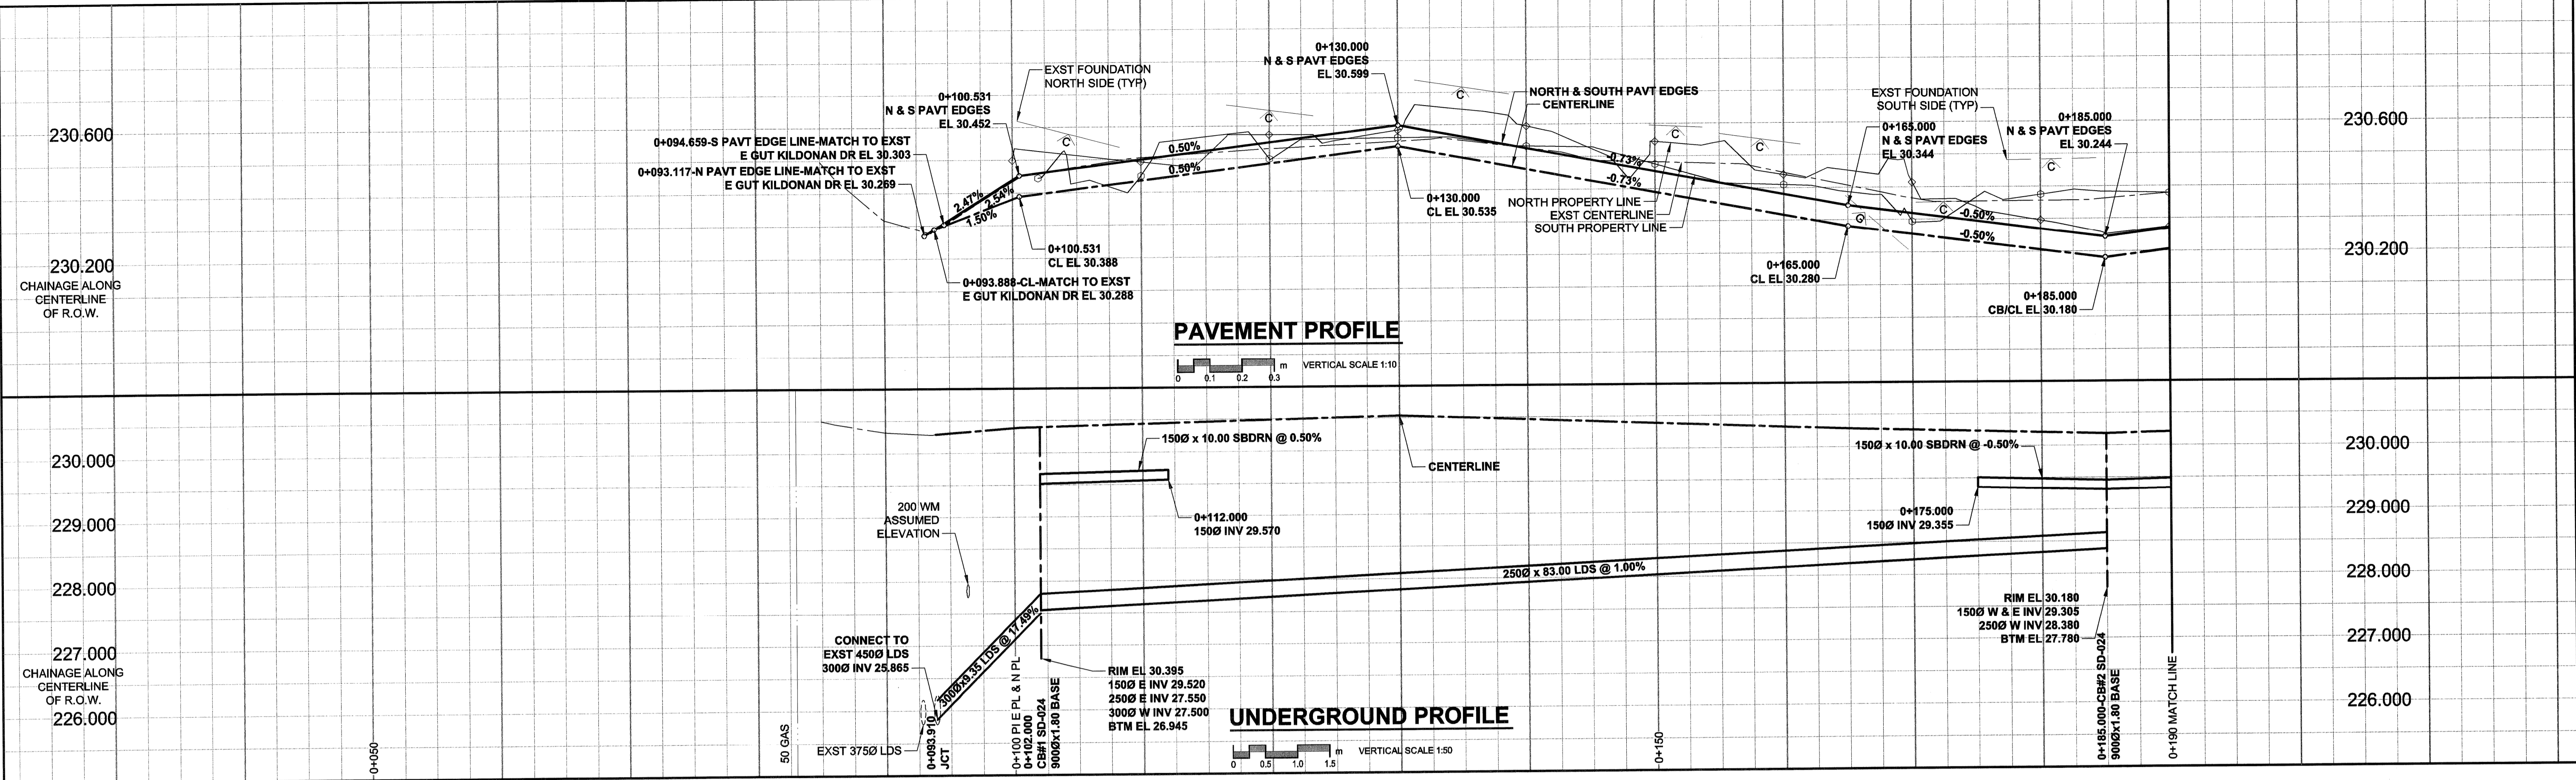 230.600
230.200
CHAINAGE ALONG
CENTERLINE
OF R.O.W.
0+094.659-S PAVT EDGE LINE-MATCH TO EXST
E GUT KILDONAN DR EL 30.303
0+093.117-N PAVT EDGE LINE-MATCH TO EXST
E GUT KILDONAN DR EL 30.269
0+100.531
N & S PAVT EDGES
EL 30.452
EXST FOUNDATION
NORTH SIDE (TYP)
C
2.47%
2.54%
1.50%
0+100.531
CL EL 30.388
0+093.888-CL-MATCH TO EXST
E GUT KILDONAN DR EL 30.288
C
0.50%
0.50%
0+130.000
N & S PAVT EDGES
EL 30.599
C
0+130.000
CL EL 30.535
NORTH & SOUTH PAVT EDGES
CENTERLINE
-0.73%
-0.73%
NORTH PROPERTY LINE
EXST CENTERLINE
SOUTH PROPERTY LINE
C
C
EXST FOUNDATION
SOUTH SIDE (TYP)
0+165.000
N & S PAVT EDGES
EL 30.344
0+185.000
N & S PAVT EDGES
EL 30.244
C
C
G
-0.50%
-0.50%
0+165.000
CL EL 30.280
0+185.000
CB/CL EL 30.180
230.600
230.200
PAVEMENT PROFILE
0 0.1 0.2 0.3 m VERTICAL SCALE 1:10
230.000
229.000
228.000
227.000
226.000
CHAINAGE ALONG
CENTERLINE
OF R.O.W.
0+050
50 GAS
200 WM
ASSUMED
ELEVATION
CONNECT TO
EXST 450Ø LDS
300Ø INV 25.865
EXST 375Ø LDS
0+093.910
JCT
300Øx9.35 LDS @ 17.49%
0+100 PI E PL & N PL
0+102.000
CB#1 SD-024
900Øx1.80 BASE
150Ø x 10.00 SBDRN @ 0.50%
0+112.000
150Ø INV 29.570
RIM EL 30.395
150Ø E INV 29.520
250Ø E INV 27.550
300Ø W INV 27.500
BTM EL 26.945
CENTERLINE
250Ø x 83.00 LDS @ 1.00%
UNDERGROUND PROFILE
0 0.5 1.0 1.5 m VERTICAL SCALE 1:50
0+150
150Ø x 10.00 SBDRN @ -0.50%
0+175.000
150Ø INV 29.355
RIM EL 30.180
150Ø W & E INV 29.305
250Ø W INV 28.380
BTM EL 27.780
0+185.000-CB#2 SD-024
900Øx1.80 BASE
0+190 MATCH LINE
230.000
229.000
228.000
227.000
226.000